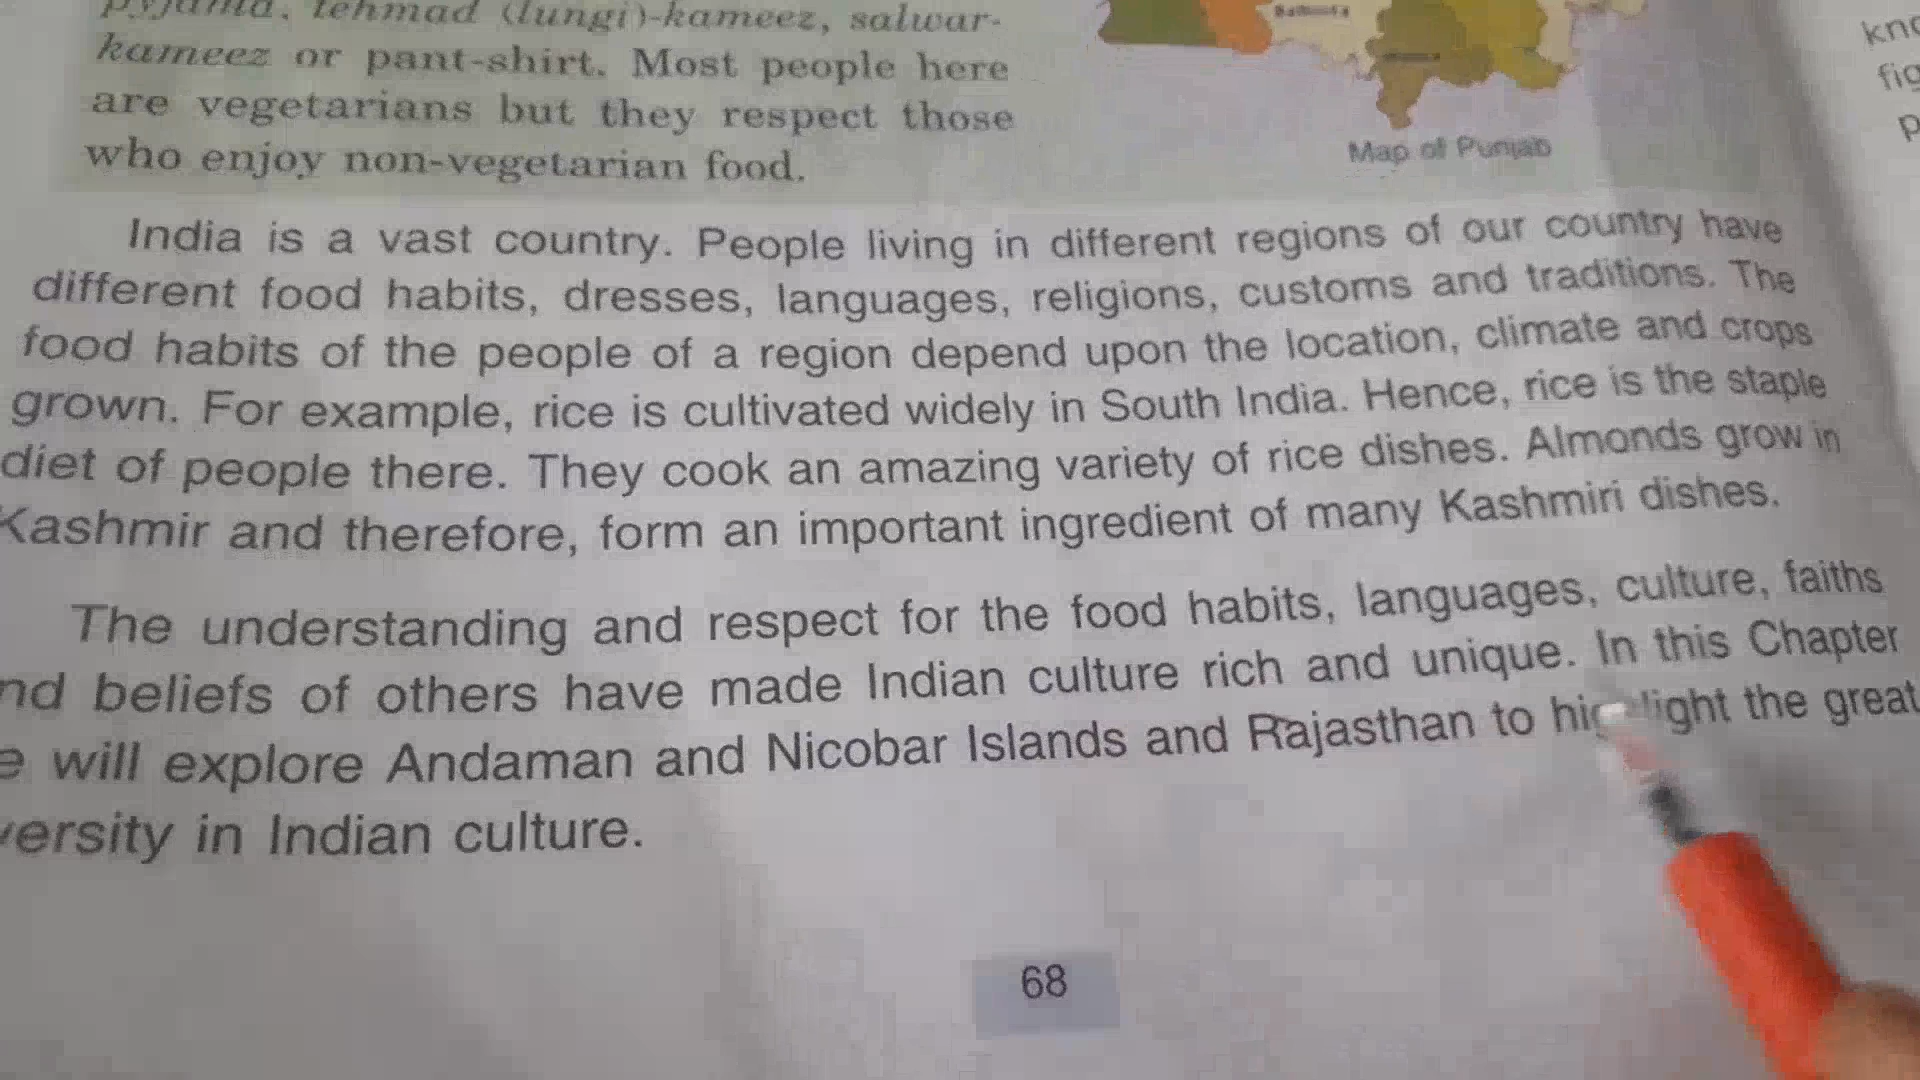 pyjama, tehmad (lungi)-kameez, salwar-
kameez or pant-shirt. Most people here
are vegetarians but they respect those
who enjoy non-vegetarian food.
Map of Punjab
India is a vast country. People living in different regions of our country have
different food habits, dresses, languages, religions, customs and traditions. The
food habits of the people of a region depend upon the location, climate and crops
grown. For example, rice is cultivated widely in South India. Hence, rice is the staple
diet of people there. They cook an amazing variety of rice dishes. Almonds grow in
Kashmir and therefore, form an important ingredient of many Kashmiri dishes.
The understanding and respect for the food habits, languages, culture, faiths
nd beliefs of others have made Indian culture rich and unique. In this Chapter
e will explore Andaman and Nicobar Islands and Rajasthan to hi light the great
versity in Indian culture.
68
kno
fig
p